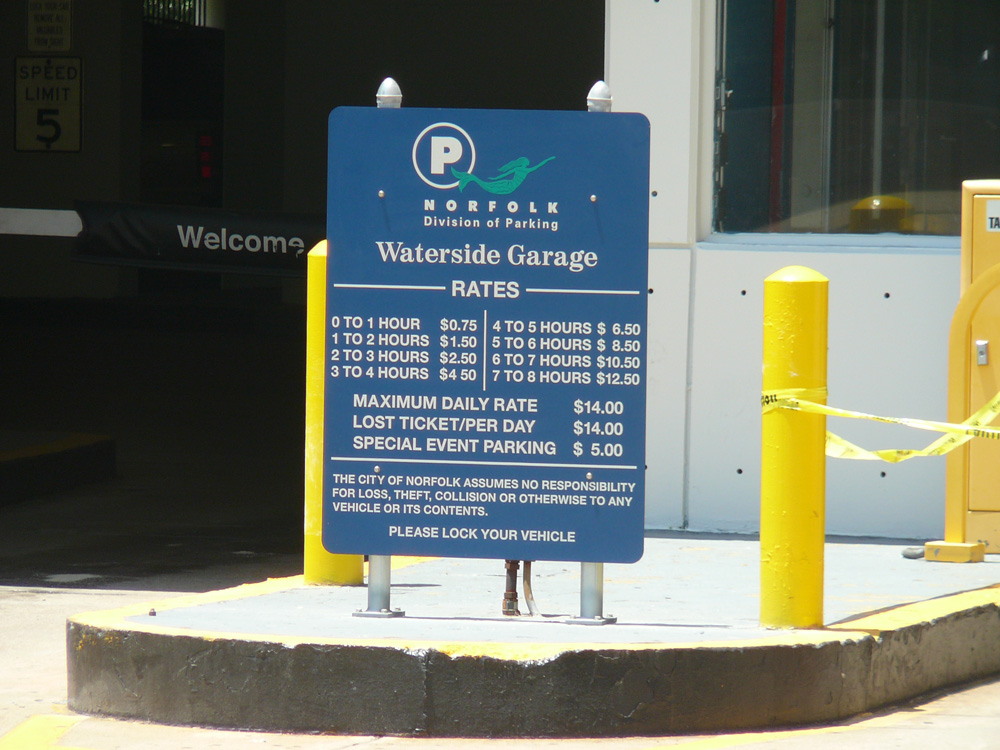 SPEED
LIMIT
5
Welcome
P
NORFOLK
Division of Parking
Waterside Garage
RATES
0 TO 1 HOUR $0.75
1 TO 2 HOURS $1.50
2 TO 3 HOURS $2.50
3 TO 4 HOURS $4 50
4 TO 5 HOURS $ 6.50
5 TO 6 HOURS $ 8.50
6 TO 7 HOURS $10.50
7 TO 8 HOURS $12.50
MAXIMUM DAILY RATE $14.00
LOST TICKET/PER DAY $14.00
SPECIAL EVENT PARKING $ 5.00
THE CITY OF NORFOLK ASSUMES NO RESPONSIBILITY
FOR LOSS, THEFT, COLLISION OR OTHERWISE TO ANY
VEHICLE OR ITS CONTENTS.
PLEASE LOCK YOUR VEHICLE
TA